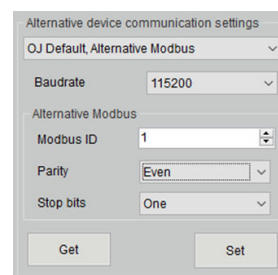 Alternative device communication settings
OJ Default, Alternative Modbus
Baudrate 115200
Alternative Modbus
Modbus ID 1
Parity Even
Stop bits One
Get Set